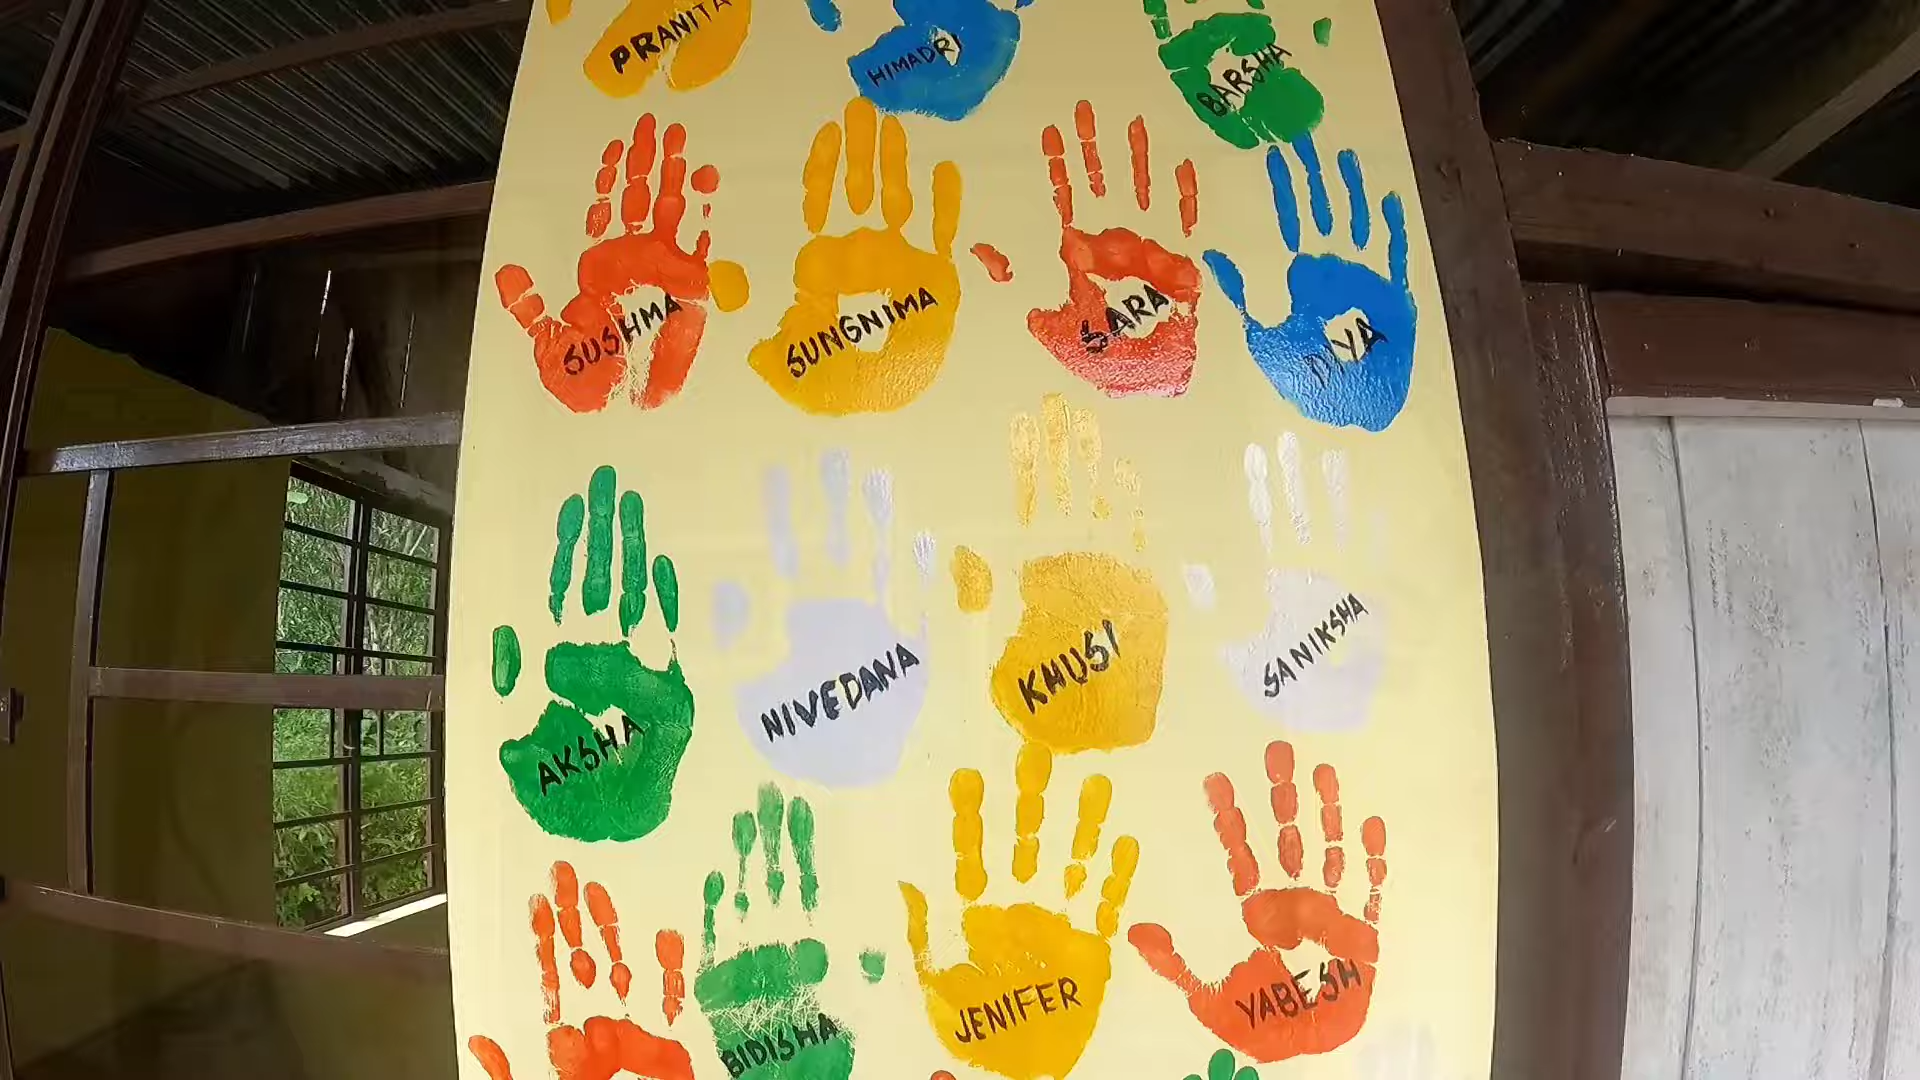 PRANITA
HIMADRI
BARSHA
SUSHMA
SUNGNIMA
SARA
DIYA
AKSHA
NIVEDANA
KHUSI
SANIKSHA
BIDISHA
JENIFER
YABESH